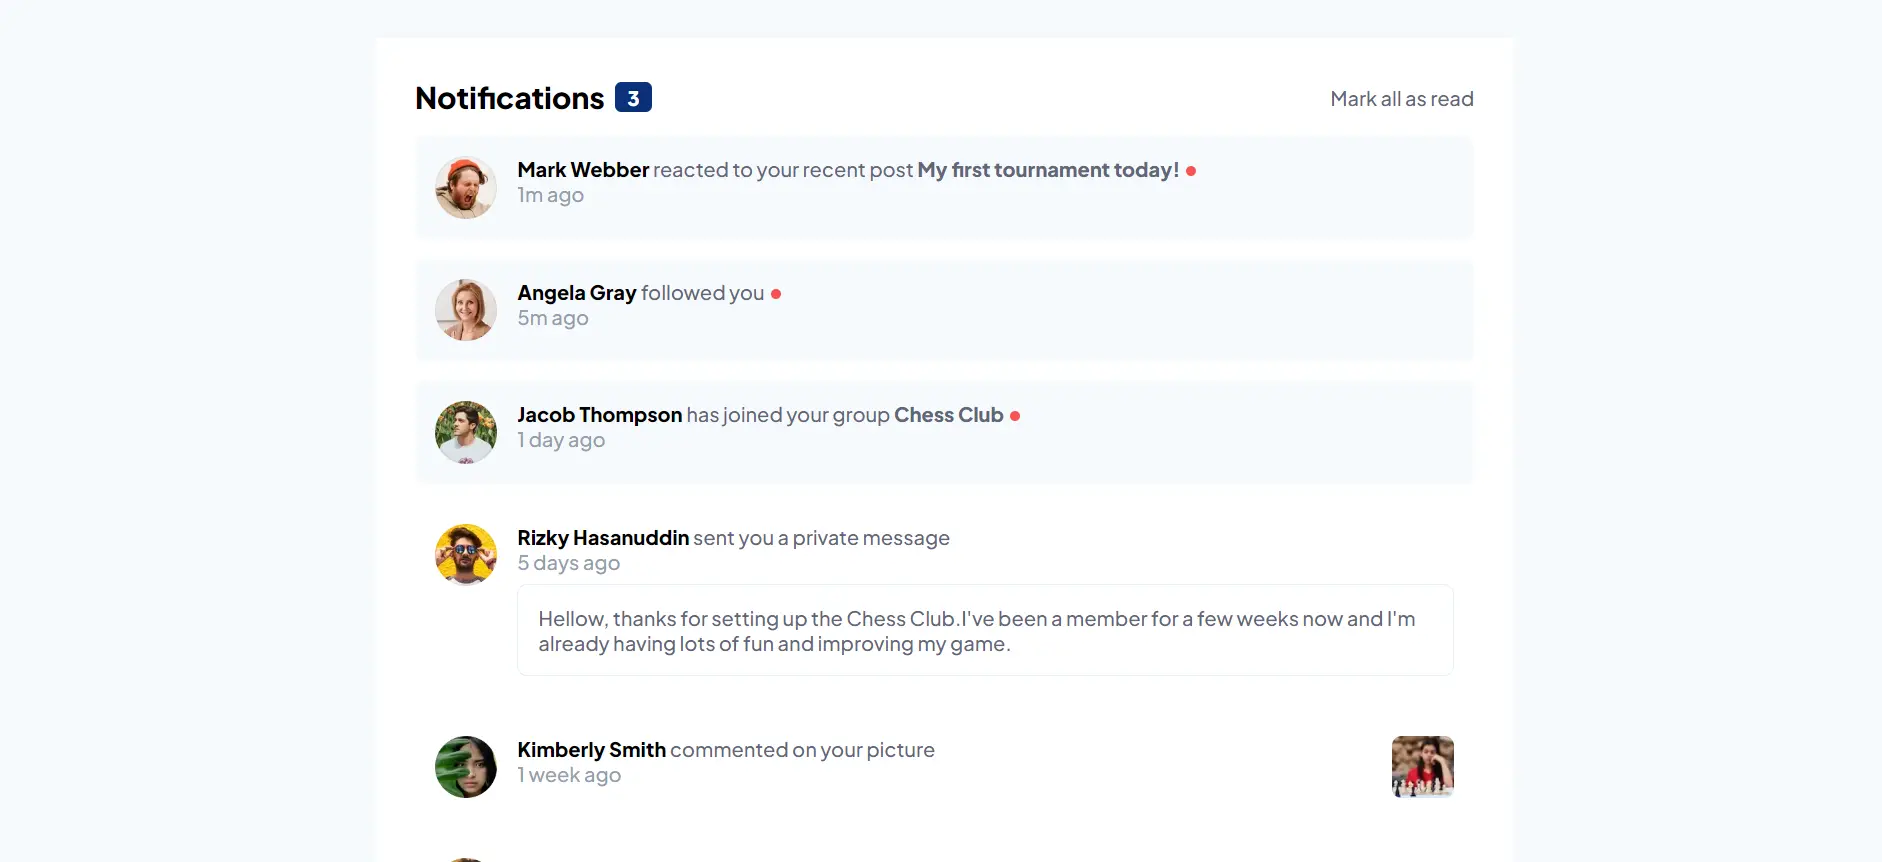 Notifications 3
Mark all as read
Mark Webber reacted to your recent post My first tournament today!
1m ago
Angela Gray followed you
5m ago
Jacob Thompson has joined your group Chess Club
1 day ago
Rizky Hasanuddin sent you a private message
5 days ago
Hellow, thanks for setting up the Chess Club.I've been a member for a few weeks now and I'm
already having lots of fun and improving my game.
Kimberly Smith commented on your picture
1 week ago